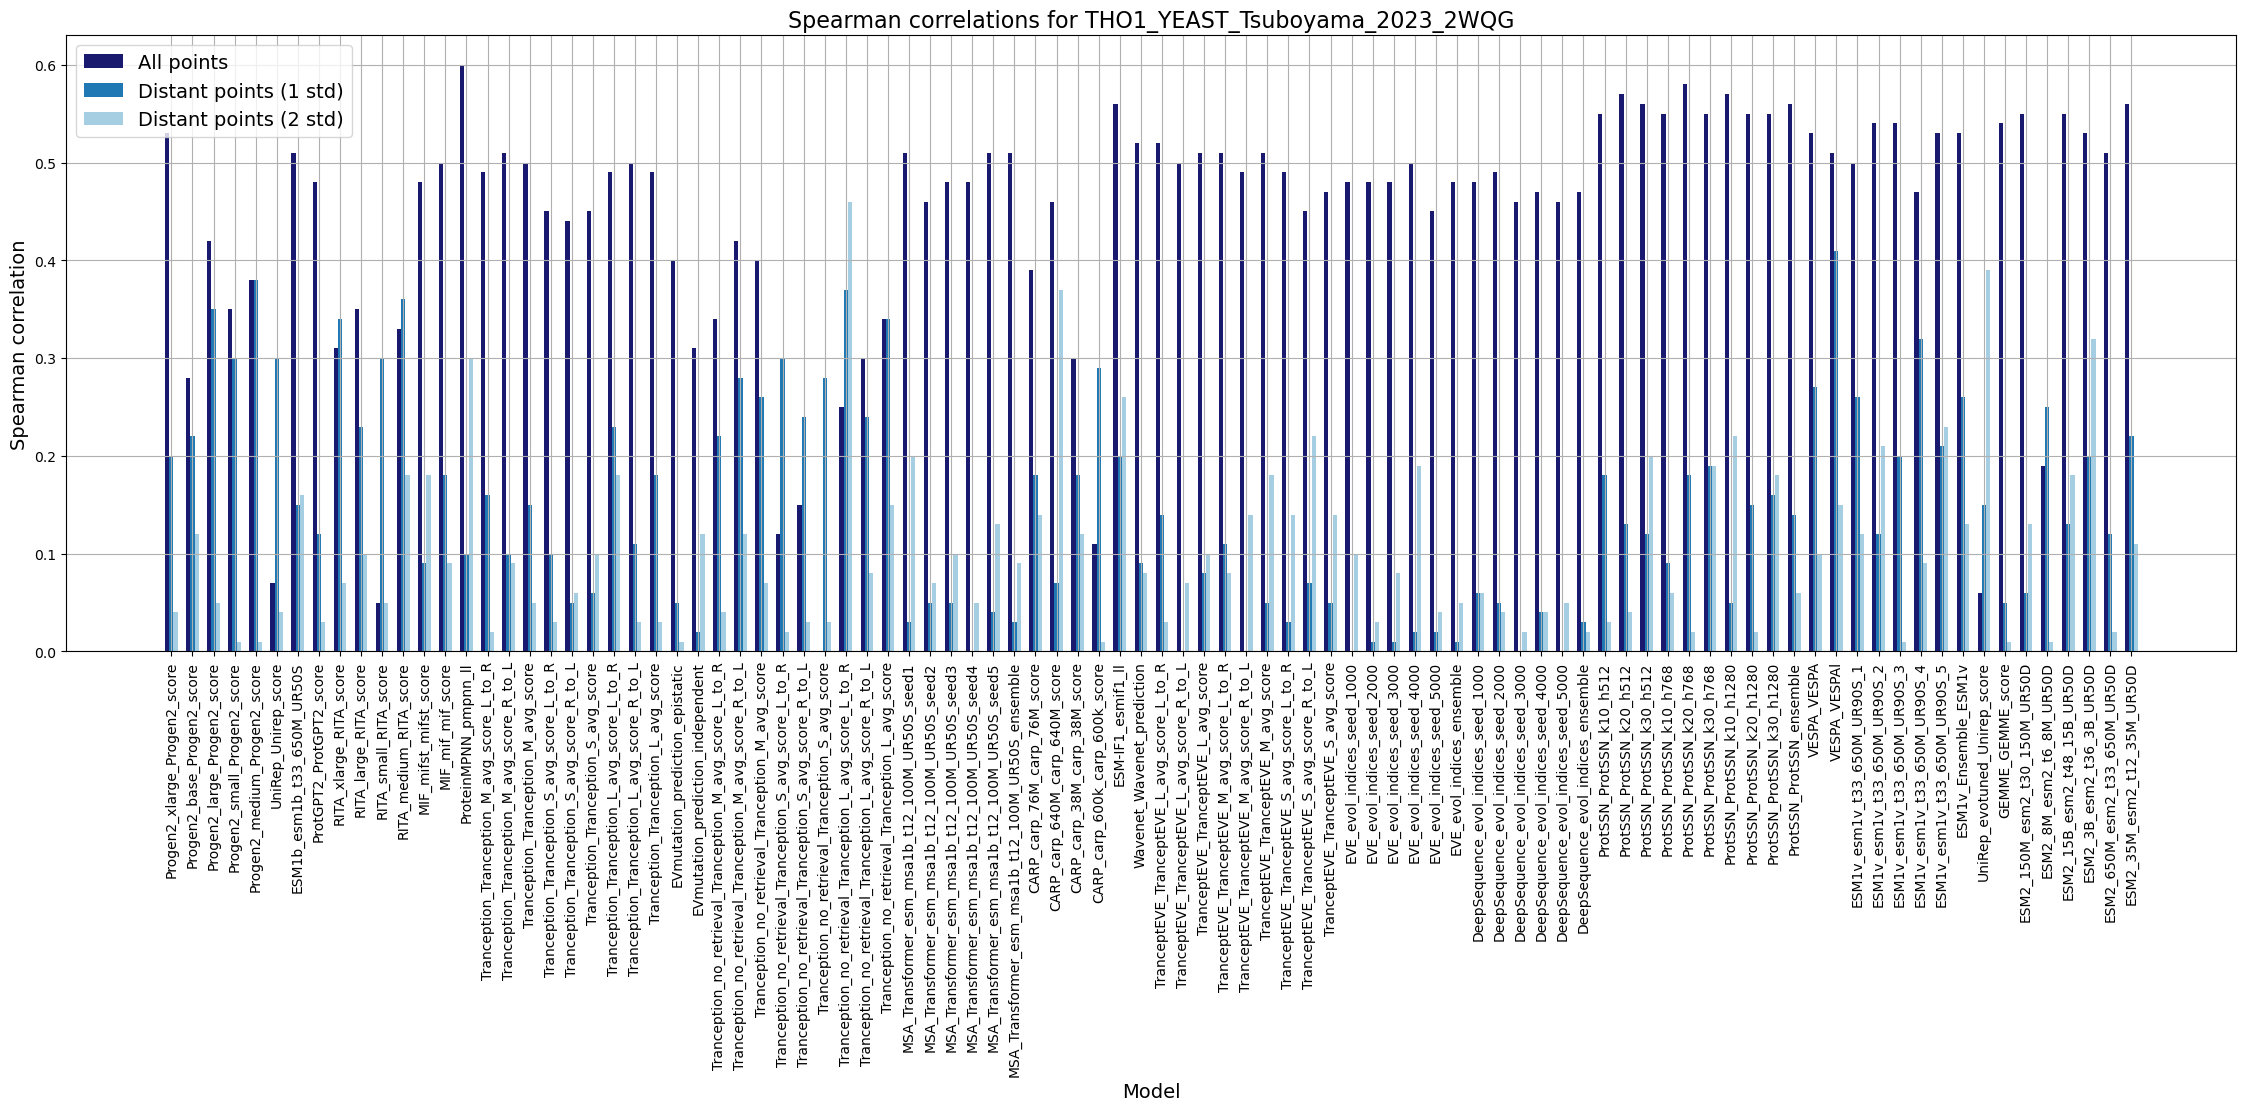 Spearman correlations for THO1_YEAST_Tsuboyama_2023_2WQG
All points
Distant points (1 std)
Distant points (2 std)
Spearman correlation
0.6
0.5
0.4
0.3
0.2
0.1
0.0
Progen2_xlarge_Progen2_score
Progen2_base_Progen2_score
Progen2_large_Progen2_score
Progen2_small_Progen2_score
Progen2_medium_Progen2_score
UniRep_Unirep_score
ESM1b_esm1b_t33_650M_UR50S
ProtGPT2_ProtGPT2_score
RITA_xlarge_RITA_score
RITA_large_RITA_score
RITA_small_RITA_score
RITA_medium_RITA_score
MIF_mifst_mifst_score
MIF_mif_mif_score
ProteinMPNN_pmpnn_ll
Tranception_Tranception_M_avg_score_L_to_R
Tranception_Tranception_M_avg_score_R_to_L
Tranception_Tranception_M_avg_score
Tranception_Tranception_S_avg_score_L_to_R
Tranception_Tranception_S_avg_score_R_to_L
Tranception_Tranception_S_avg_score
Tranception_Tranception_L_avg_score_L_to_R
Tranception_Tranception_L_avg_score_R_to_L
Tranception_Tranception_L_avg_score
EVmutation_prediction_epistatic
EVmutation_prediction_independent
Tranception_no_retrieval_Tranception_M_avg_score_L_to_R
Tranception_no_retrieval_Tranception_M_avg_score_R_to_L
Tranception_no_retrieval_Tranception_M_avg_score
Tranception_no_retrieval_Tranception_S_avg_score_L_to_R
Tranception_no_retrieval_Tranception_S_avg_score_R_to_L
Tranception_no_retrieval_Tranception_S_avg_score
Tranception_no_retrieval_Tranception_L_avg_score_L_to_R
Tranception_no_retrieval_Tranception_L_avg_score_R_to_L
Tranception_no_retrieval_Tranception_L_avg_score
MSA_Transformer_esm_msa1b_t12_100M_UR50S_seed1
MSA_Transformer_esm_msa1b_t12_100M_UR50S_seed2
MSA_Transformer_esm_msa1b_t12_100M_UR50S_seed3
MSA_Transformer_esm_msa1b_t12_100M_UR50S_seed4
MSA_Transformer_esm_msa1b_t12_100M_UR50S_seed5
MSA_Transformer_esm_msa1b_t12_100M_UR50S_ensemble
CARP_carp_76M_carp_76M_score
CARP_carp_640M_carp_640M_score
CARP_carp_38M_carp_38M_score
CARP_carp_600k_carp_600k_score
ESM-IF1_esmif1_ll
Wavenet_Wavenet_prediction
TranceptEVE_TranceptEVE_L_avg_score_L_to_R
TranceptEVE_TranceptEVE_L_avg_score_R_to_L
TranceptEVE_TranceptEVE_L_avg_score
TranceptEVE_TranceptEVE_M_avg_score_L_to_R
TranceptEVE_TranceptEVE_M_avg_score_R_to_L
TranceptEVE_TranceptEVE_M_avg_score
TranceptEVE_TranceptEVE_S_avg_score_L_to_R
TranceptEVE_TranceptEVE_S_avg_score_R_to_L
TranceptEVE_TranceptEVE_S_avg_score
EVE_evol_indices_seed_1000
EVE_evol_indices_seed_2000
EVE_evol_indices_seed_3000
EVE_evol_indices_seed_4000
EVE_evol_indices_seed_5000
EVE_evol_indices_ensemble
DeepSequence_evol_indices_seed_1000
DeepSequence_evol_indices_seed_2000
DeepSequence_evol_indices_seed_3000
DeepSequence_evol_indices_seed_4000
DeepSequence_evol_indices_seed_5000
DeepSequence_evol_indices_ensemble
ProtSSN_ProtSSN_k10_h512
ProtSSN_ProtSSN_k20_h512
ProtSSN_ProtSSN_k30_h512
ProtSSN_ProtSSN_k10_h768
ProtSSN_ProtSSN_k20_h768
ProtSSN_ProtSSN_k30_h768
ProtSSN_ProtSSN_k10_h1280
ProtSSN_ProtSSN_k20_h1280
ProtSSN_ProtSSN_k30_h1280
ProtSSN_ProtSSN_ensemble
VESPA_VESPA
VESPA_VESPAl
ESM1v_esm1v_t33_650M_UR90S_1
ESM1v_esm1v_t33_650M_UR90S_2
ESM1v_esm1v_t33_650M_UR90S_3
ESM1v_esm1v_t33_650M_UR90S_4
ESM1v_esm1v_t33_650M_UR90S_5
ESM1v_Ensemble_ESM1v
UniRep_evotuned_Unirep_score
GEMME_GEMME_score
ESM2_150M_esm2_t30_150M_UR50D
ESM2_8M_esm2_t6_8M_UR50D
ESM2_15B_esm2_t48_15B_UR50D
ESM2_3B_esm2_t36_3B_UR50D
ESM2_650M_esm2_t33_650M_UR50D
ESM2_35M_esm2_t12_35M_UR50D
Model